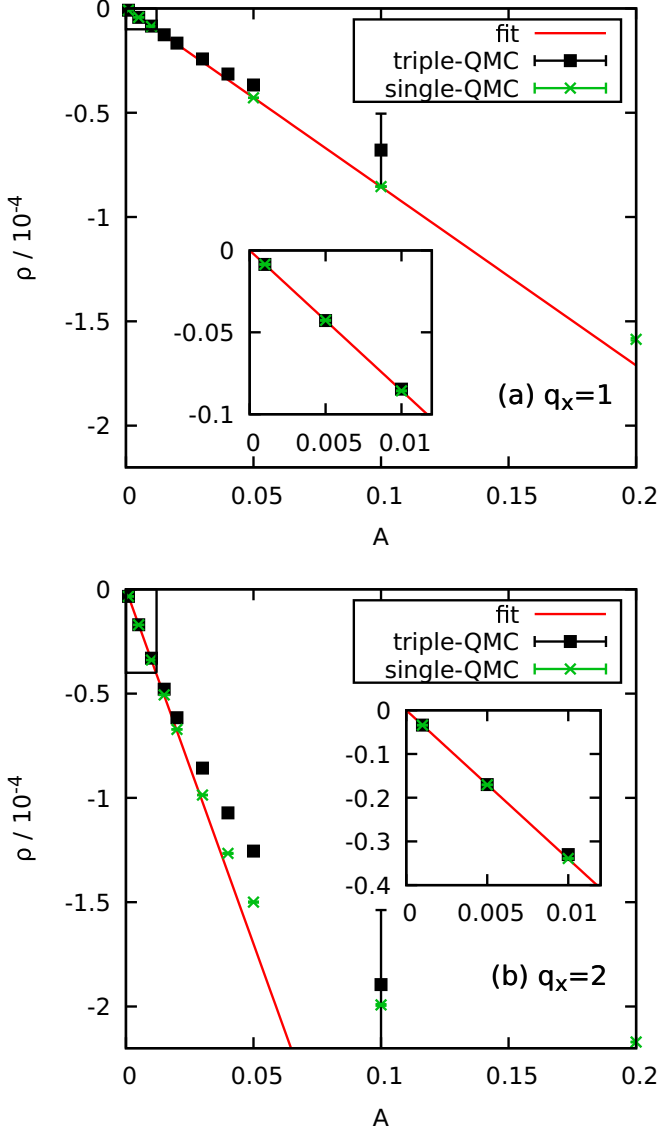 0
-0.5
-1
-1.5
-2
ρ / 10⁻⁴
fit
triple-QMC
single-QMC
0
-0.05
-0.1
0 0.005 0.01
(a) qₓ=1
0 0.05 0.1 0.15 0.2
A
0
-0.5
-1
-1.5
-2
ρ / 10⁻⁴
fit
triple-QMC
single-QMC
0
-0.1
-0.2
-0.3
-0.4
0 0.005 0.01
(b) qₓ=2
0 0.05 0.1 0.15 0.2
A